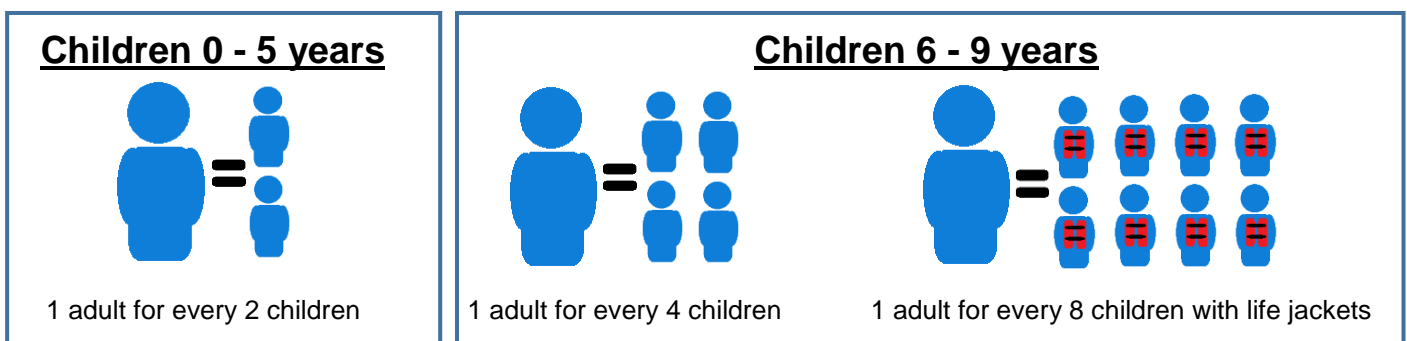 Children 0 - 5 years
1 adult for every 2 children
Children 6 - 9 years
1 adult for every 4 children
1 adult for every 8 children with life jackets